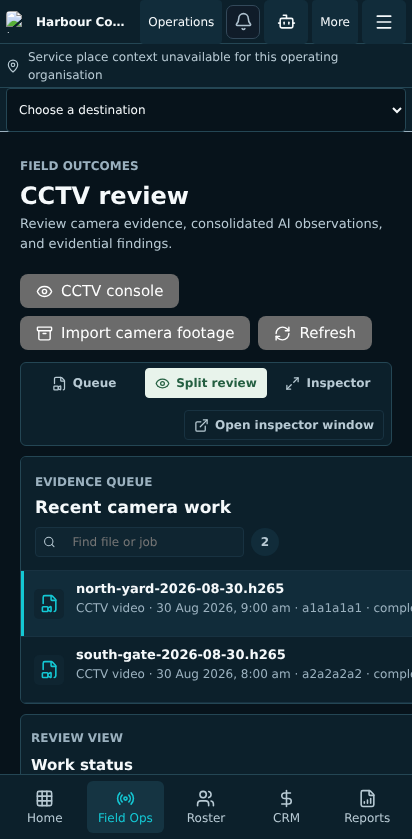 Harbour Co...
Operations
More
Service place context unavailable for this operating
organisation
Choose a destination
FIELD OUTCOMES
CCTV review
Review camera evidence, consolidated AI observations,
and evidential findings.
CCTV console
Import camera footage
Refresh
Queue
Split review
Inspector
Open inspector window
EVIDENCE QUEUE
Recent camera work
Find file or job
2
north-yard-2026-08-30.h265
CCTV video · 30 Aug 2026, 9:00 am · a1a1a1a1 · comple
south-gate-2026-08-30.h265
CCTV video · 30 Aug 2026, 8:00 am · a2a2a2a2 · comple
REVIEW VIEW
Work status
Home
Field Ops
Roster
CRM
Reports